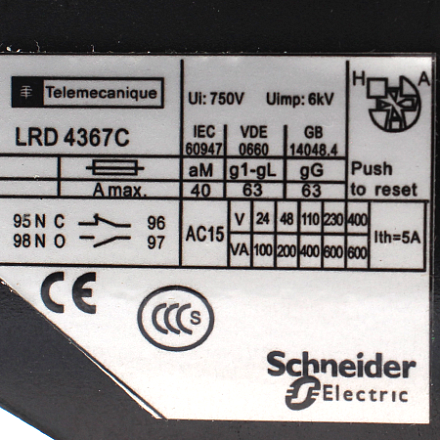 Telemecanique
Ui: 750V Uimp: 6kV
H A
LRD 4367C
IEC 60947 VDE 0660 GB 14048.4
aM g1-gL gG
A max. 40 63 63
Push to reset
95 N C 96
98 N O 97
AC15
V 24 48 110 230 400
VA 100 200 400 600 600
Ith=5A
CE
CCC S
Schneider
Electric